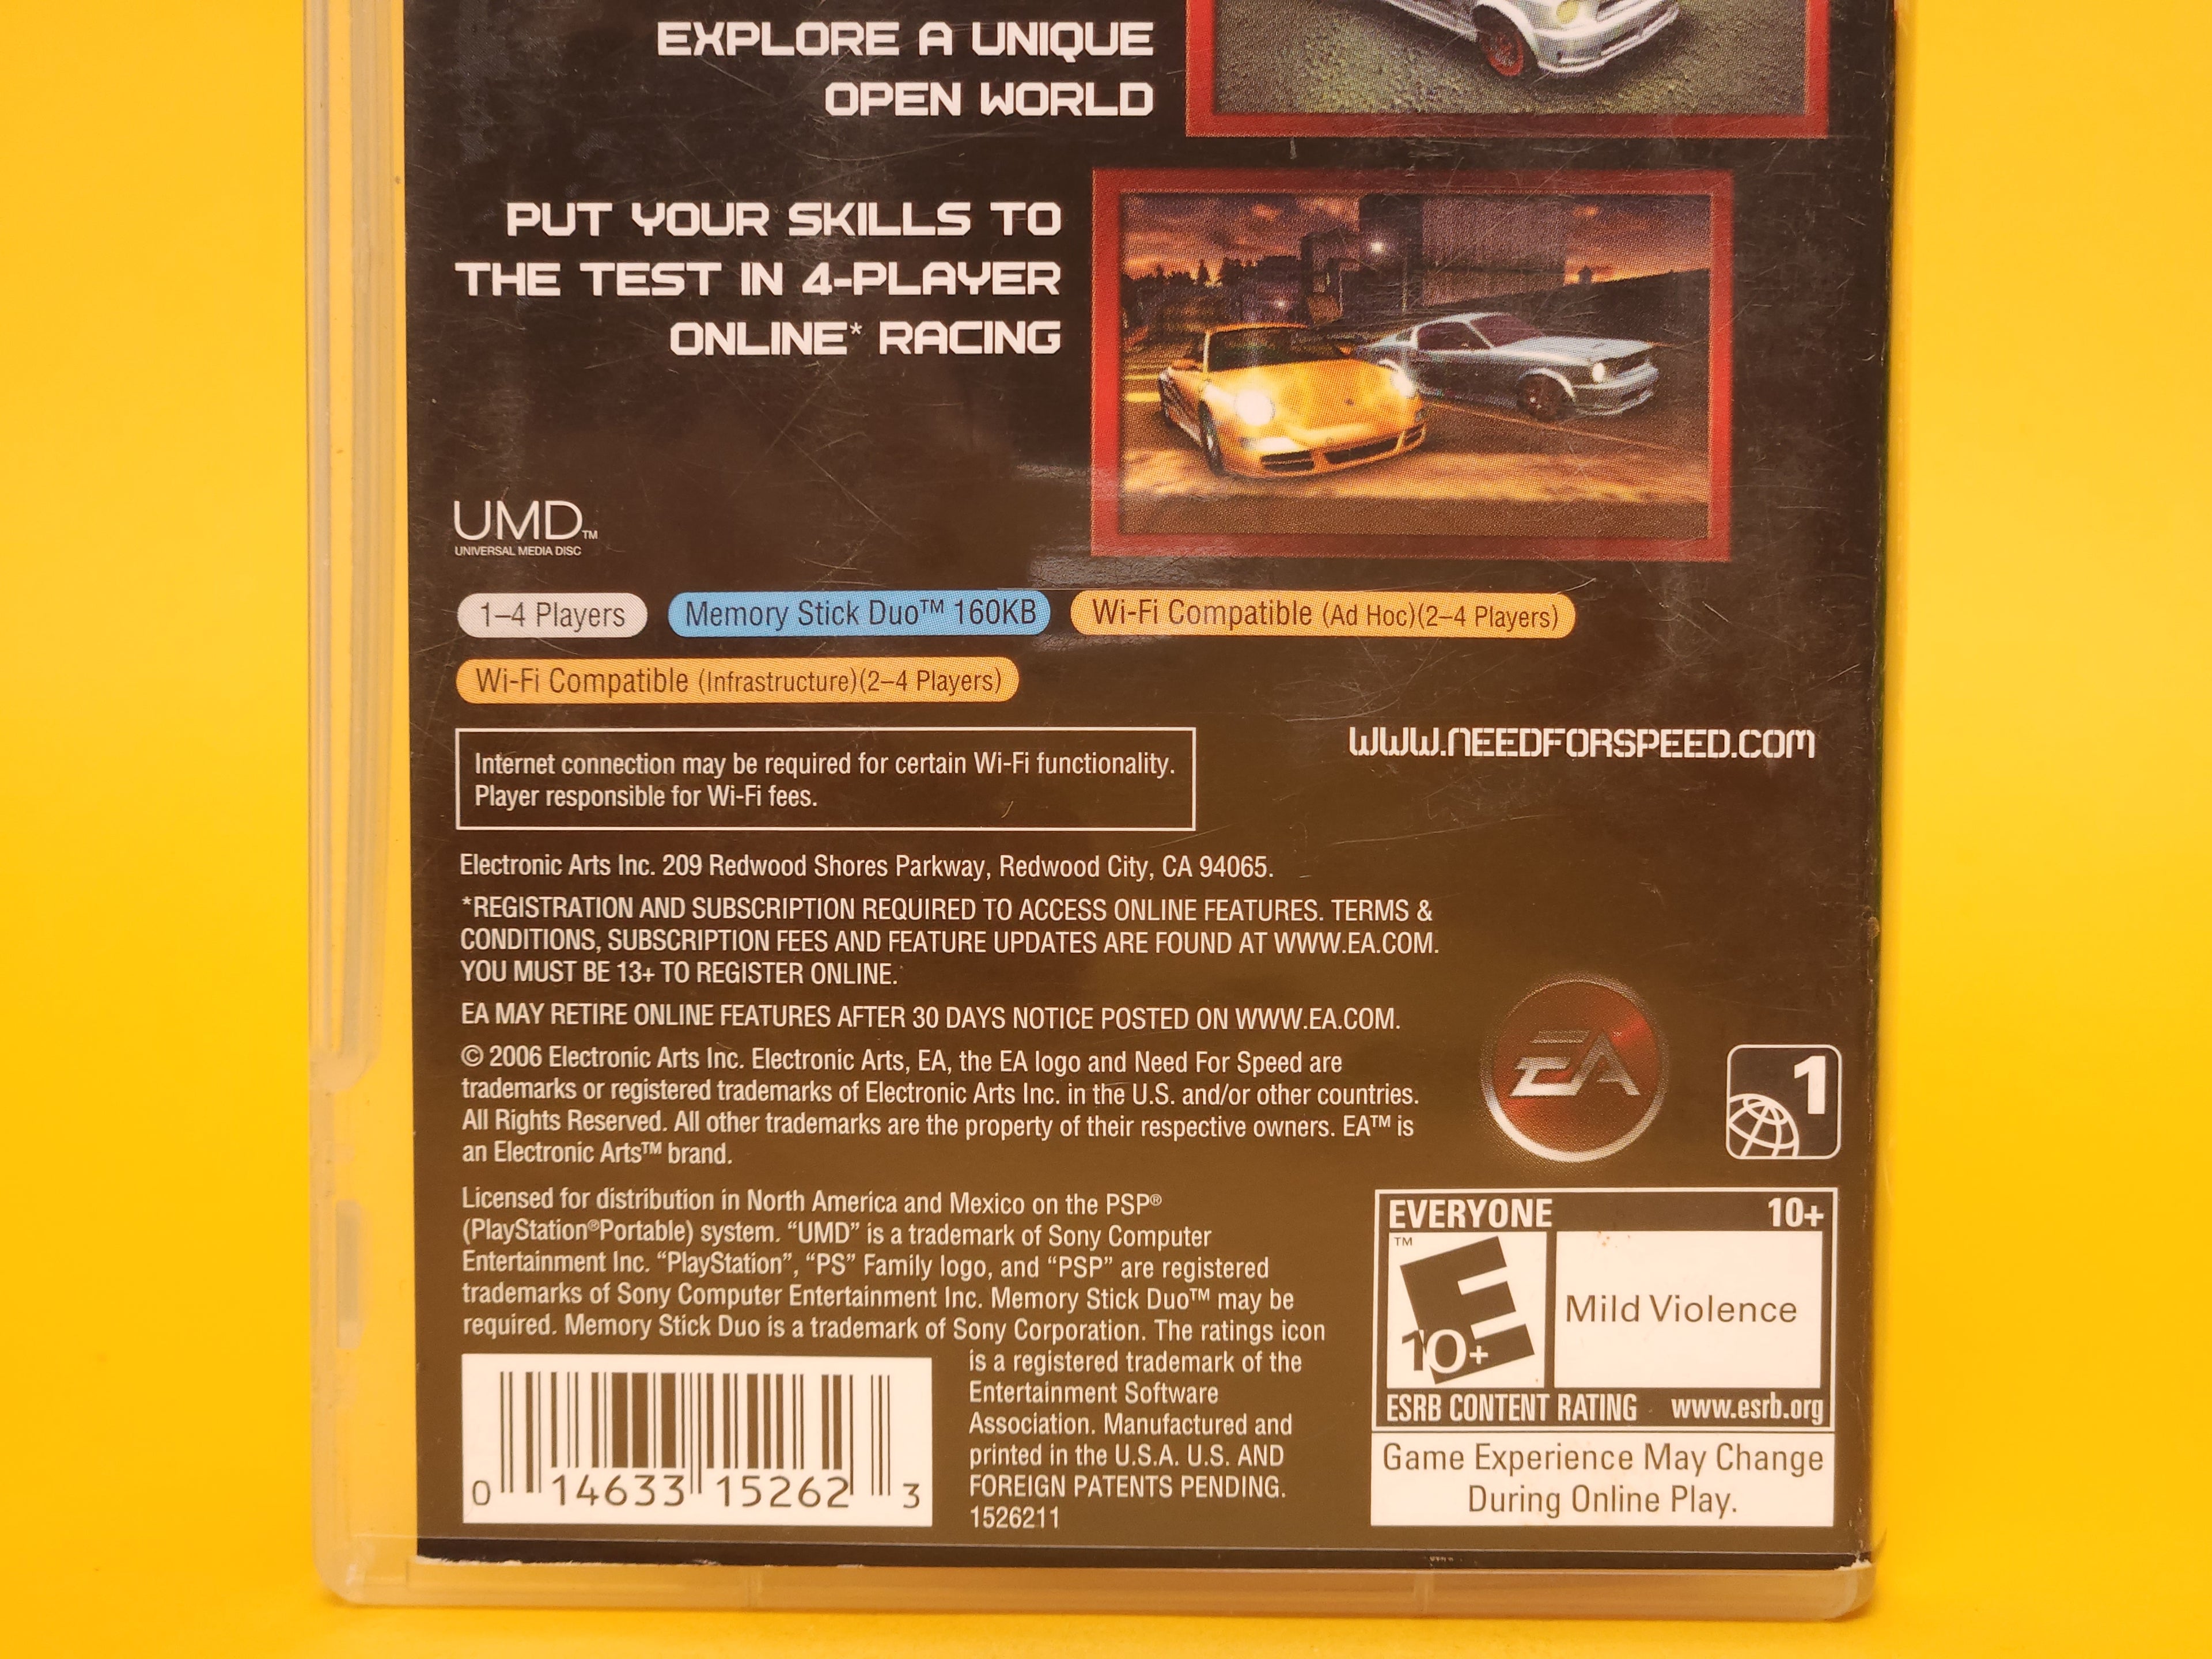 EXPLORE A UNIQUE
OPEN WORLD
PUT YOUR SKILLS TO
THE TEST IN 4-PLAYER
ONLINE* RACING
UMD™
UNIVERSAL MEDIA DISC
1–4 Players
Memory Stick Duo™ 160KB
Wi-Fi Compatible (Ad Hoc)(2–4 Players)
Wi-Fi Compatible (Infrastructure)(2–4 Players)
Internet connection may be required for certain Wi-Fi functionality.
Player responsible for Wi-Fi fees.
WWW.NEEDFORSPEED.COM
Electronic Arts Inc. 209 Redwood Shores Parkway, Redwood City, CA 94065.
*REGISTRATION AND SUBSCRIPTION REQUIRED TO ACCESS ONLINE FEATURES. TERMS &
CONDITIONS, SUBSCRIPTION FEES AND FEATURE UPDATES ARE FOUND AT WWW.EA.COM.
YOU MUST BE 13+ TO REGISTER ONLINE.
EA MAY RETIRE ONLINE FEATURES AFTER 30 DAYS NOTICE POSTED ON WWW.EA.COM.
© 2006 Electronic Arts Inc. Electronic Arts, EA, the EA logo and Need For Speed are
trademarks or registered trademarks of Electronic Arts Inc. in the U.S. and/or other countries.
All Rights Reserved. All other trademarks are the property of their respective owners. EA™ is
an Electronic Arts™ brand.
EA
1
Licensed for distribution in North America and Mexico on the PSP®
(PlayStation®Portable) system. “UMD” is a trademark of Sony Computer
Entertainment Inc. “PlayStation”, “PS” Family logo, and “PSP” are registered
trademarks of Sony Computer Entertainment Inc. Memory Stick Duo™ may be
required. Memory Stick Duo is a trademark of Sony Corporation. The ratings icon
is a registered trademark of the
Entertainment Software
Association. Manufactured and
printed in the U.S.A. U.S. AND
FOREIGN PATENTS PENDING.
1526211
0 14633 15262 3
EVERYONE 10+
™
E
10+
Mild Violence
ESRB CONTENT RATING www.esrb.org
Game Experience May Change
During Online Play.